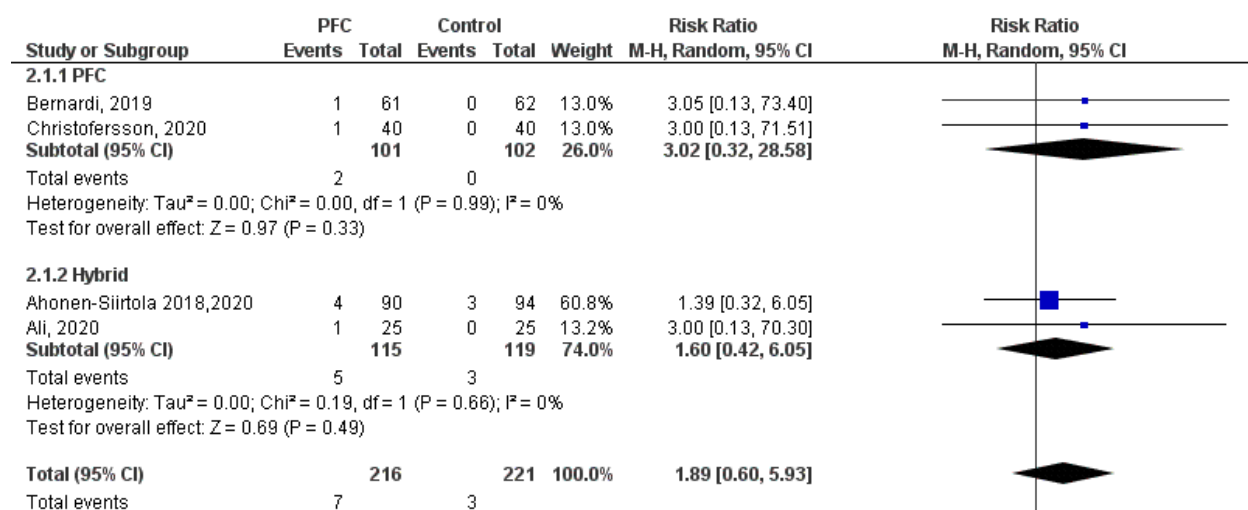 PFC Control Risk Ratio Risk Ratio
Study or Subgroup Events Total Events Total Weight M-H, Random, 95% CI M-H, Random, 95% CI
2.1.1 PFC
Bernardi, 2019 1 61 0 62 13.0% 3.05 [0.13, 73.40]
Christofersson, 2020 1 40 0 40 13.0% 3.00 [0.13, 71.51]
Subtotal (95% CI) 101 102 26.0% 3.02 [0.32, 28.58]
Total events 2 0
Heterogeneity: Tau² = 0.00; Chi² = 0.00, df = 1 (P = 0.99); I² = 0%
Test for overall effect: Z = 0.97 (P = 0.33)
2.1.2 Hybrid
Ahonen-Siirtola 2018,2020 4 90 3 94 60.8% 1.39 [0.32, 6.05]
Ali, 2020 1 25 0 25 13.2% 3.00 [0.13, 70.30]
Subtotal (95% CI) 115 119 74.0% 1.60 [0.42, 6.05]
Total events 5 3
Heterogeneity: Tau² = 0.00; Chi² = 0.19, df = 1 (P = 0.66); I² = 0%
Test for overall effect: Z = 0.69 (P = 0.49)
Total (95% CI) 216 221 100.0% 1.89 [0.60, 5.93]
Total events 7 3